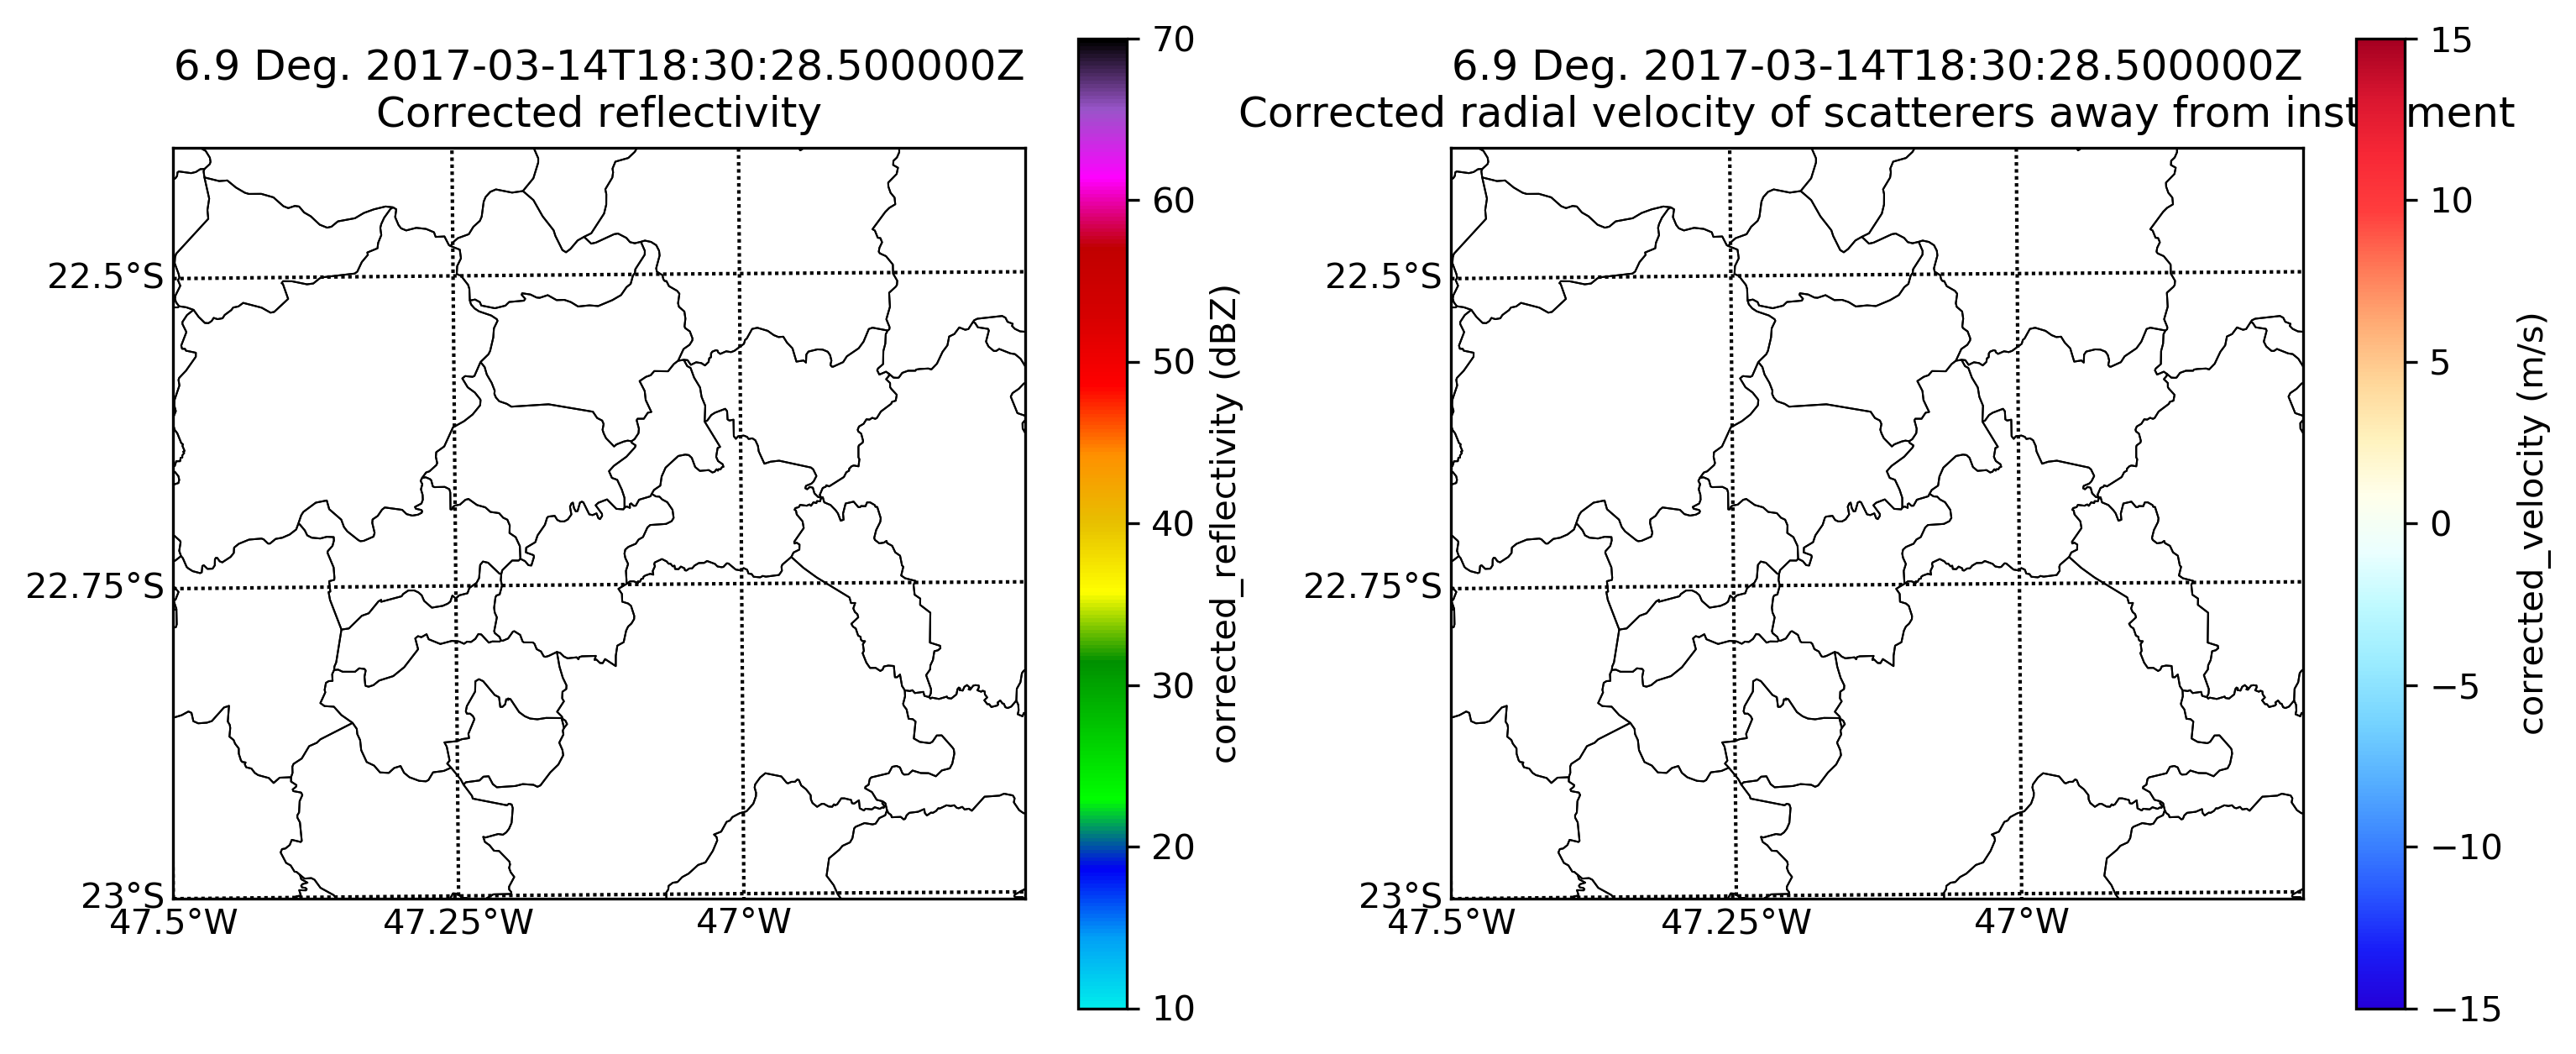 6.9 Deg. 2017-03-14T18:30:28.500000Z
Corrected reflectivity
22.5°S
22.75°S
23°S
47.5°W
47.25°W
47°W
70
60
50
40
30
20
10
corrected_reflectivity (dBZ)
6.9 Deg. 2017-03-14T18:30:28.500000Z
Corrected radial velocity of scatterers away from inst ment
22.5°S
22.75°S
23°S
47.5°W
47.25°W
47°W
15
10
5
0
−5
−10
−15
corrected_velocity (m/s)